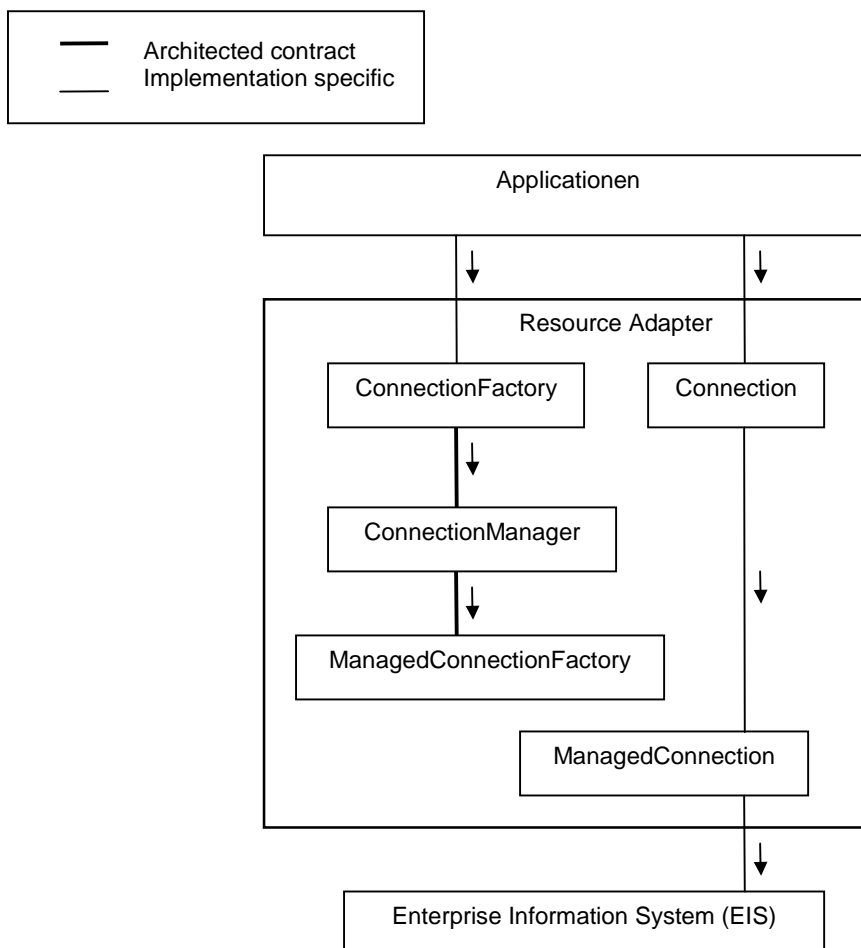 Architected contract
Implementation specific
Applicationen
Resource Adapter
ConnectionFactory
Connection
ConnectionManager
ManagedConnectionFactory
ManagedConnection
Enterprise Information System (EIS)